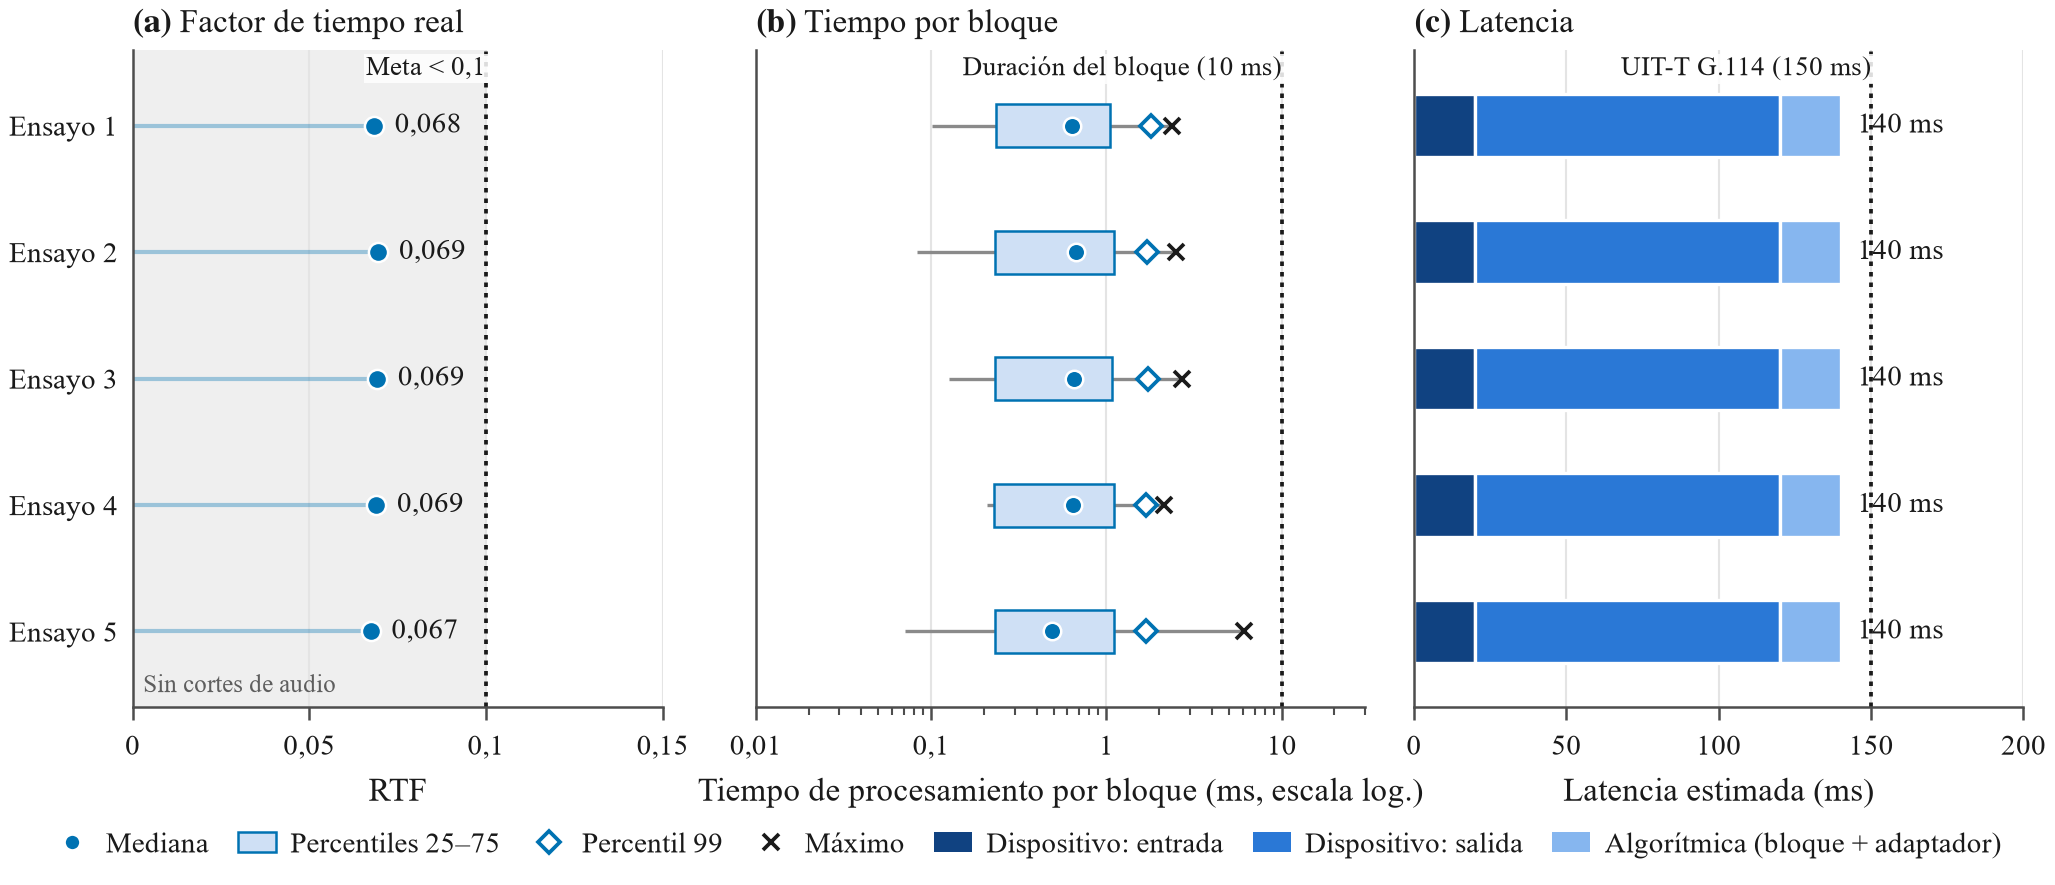 (a) Factor de tiempo real
(b) Tiempo por bloque
(c) Latencia
Meta < 0,1
Duración del bloque (10 ms)
UIT-T G.114 (150 ms)
Ensayo 1
0,068
140 ms
Ensayo 2
0,069
140 ms
Ensayo 3
0,069
140 ms
Ensayo 4
0,069
140 ms
Ensayo 5
0,067
140 ms
Sin cortes de audio
0 0,05 0,1 0,15
0,01 0,1 1 10
0 50 100 150 200
RTF
Tiempo de procesamiento por bloque (ms, escala log.)
Latencia estimada (ms)
Mediana
Percentiles 25–75
Percentil 99
Máximo
Dispositivo: entrada
Dispositivo: salida
Algorítmica (bloque + adaptador)